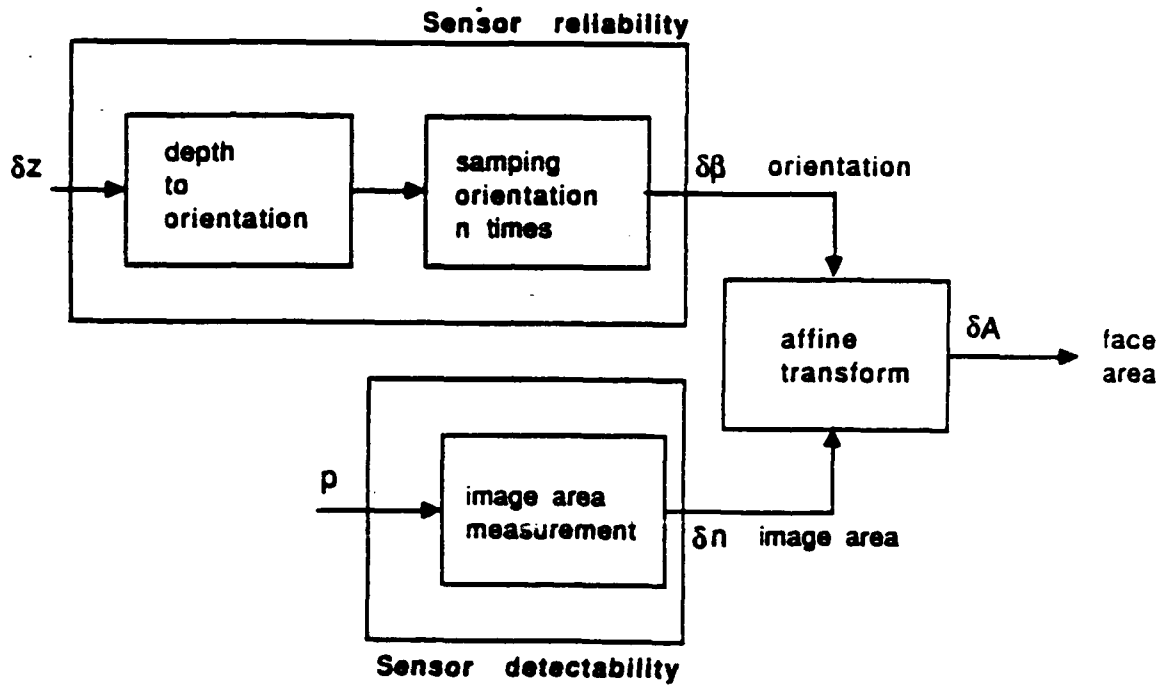 Sensor reliability
δz
depth
to
orientation
samping
orientation
n times
δβ orientation
affine
transform
δA
face
area
p
image area
measurement
δn image area
Sensor detectability